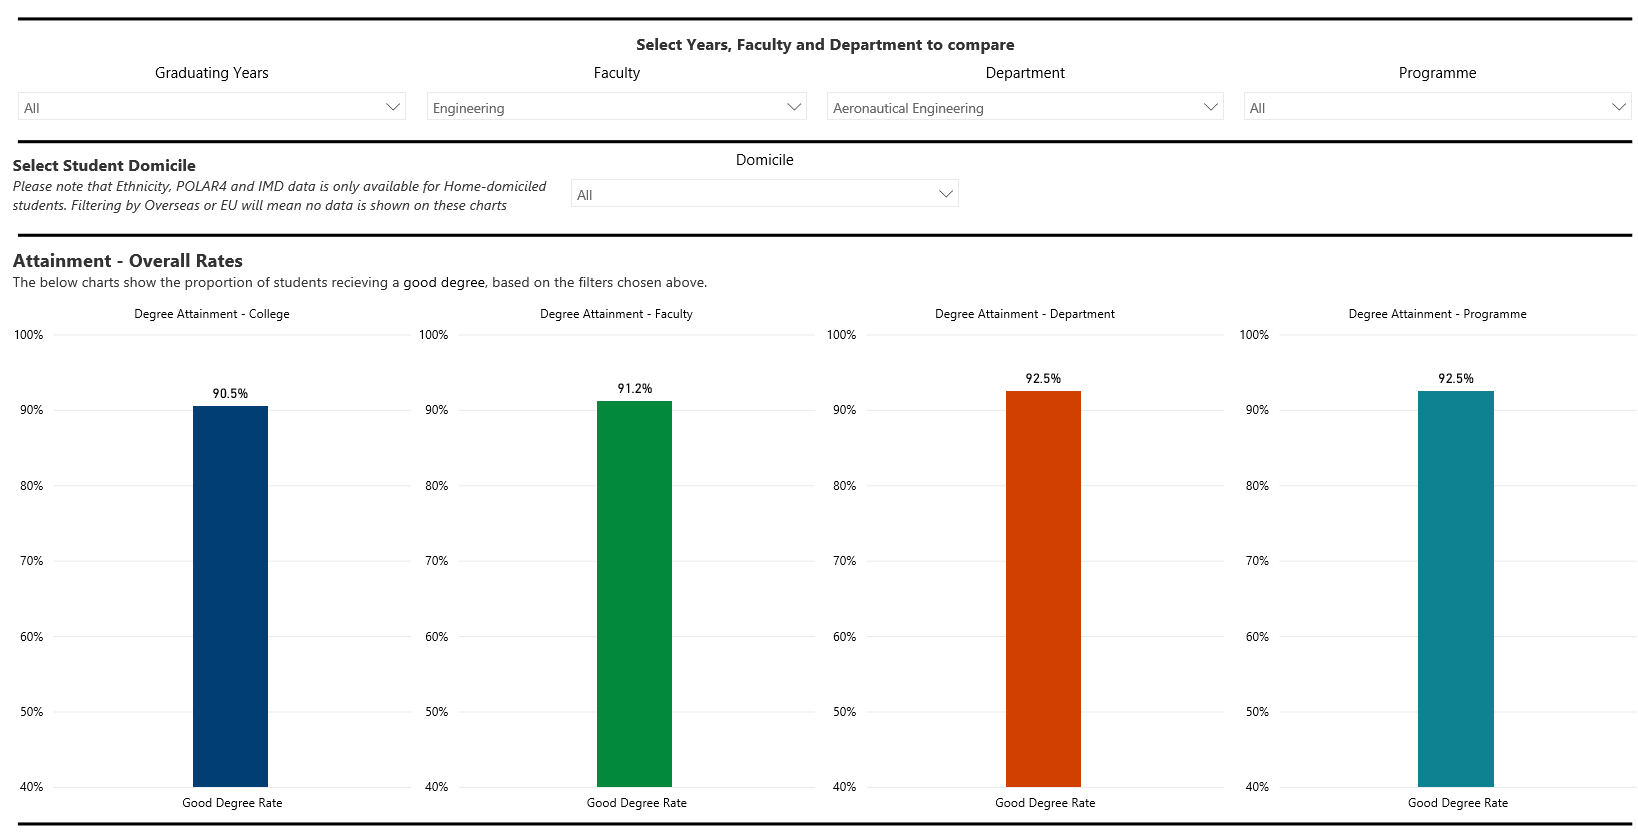 Select Years, Faculty and Department to compare
Graduating Years
Faculty
Department
Programme
All
Engineering
Aeronautical Engineering
All
Select Student Domicile
Please note that Ethnicity, POLAR4 and IMD data is only available for Home-domiciled
students. Filtering by Overseas or EU will mean no data is shown on these charts
Domicile
All
Attainment - Overall Rates
The below charts show the proportion of students recieving a good degree, based on the filters chosen above.
Degree Attainment - College
100%
90%
80%
70%
60%
50%
40%
90.5%
Good Degree Rate
Degree Attainment - Faculty
100%
90%
80%
70%
60%
50%
40%
91.2%
Good Degree Rate
Degree Attainment - Department
100%
90%
80%
70%
60%
50%
40%
92.5%
Good Degree Rate
Degree Attainment - Programme
100%
90%
80%
70%
60%
50%
40%
92.5%
Good Degree Rate